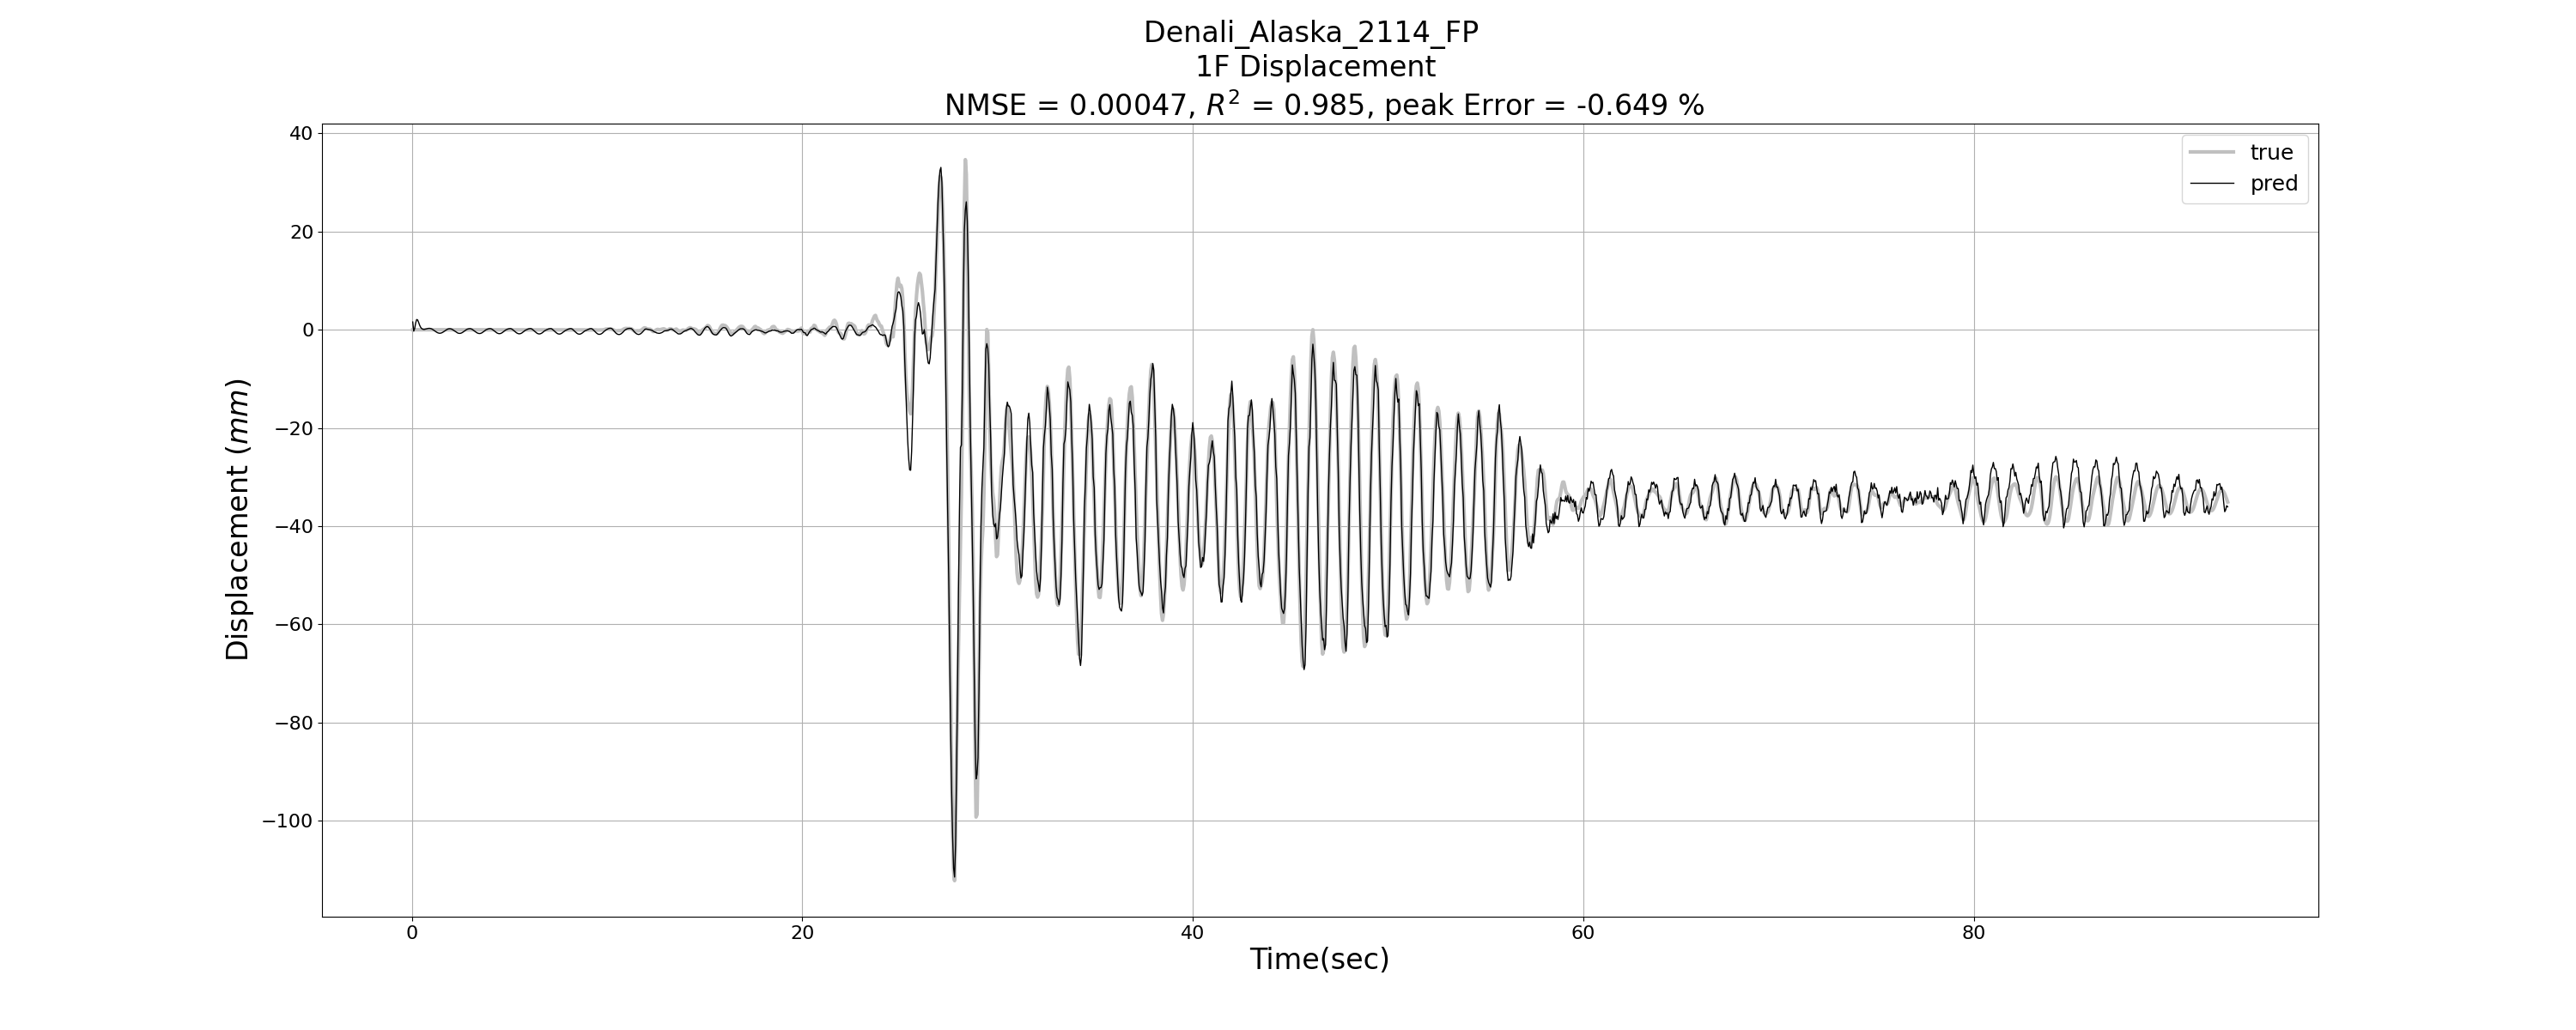 Denali_Alaska_2114_FP
1F Displacement
NMSE = 0.00047, R² = 0.985, peak Error = -0.649 %
40
20
0
−20
−40
−60
−80
−100
Displacement (mm)
true
pred
0 20 40 60 80
Time(sec)